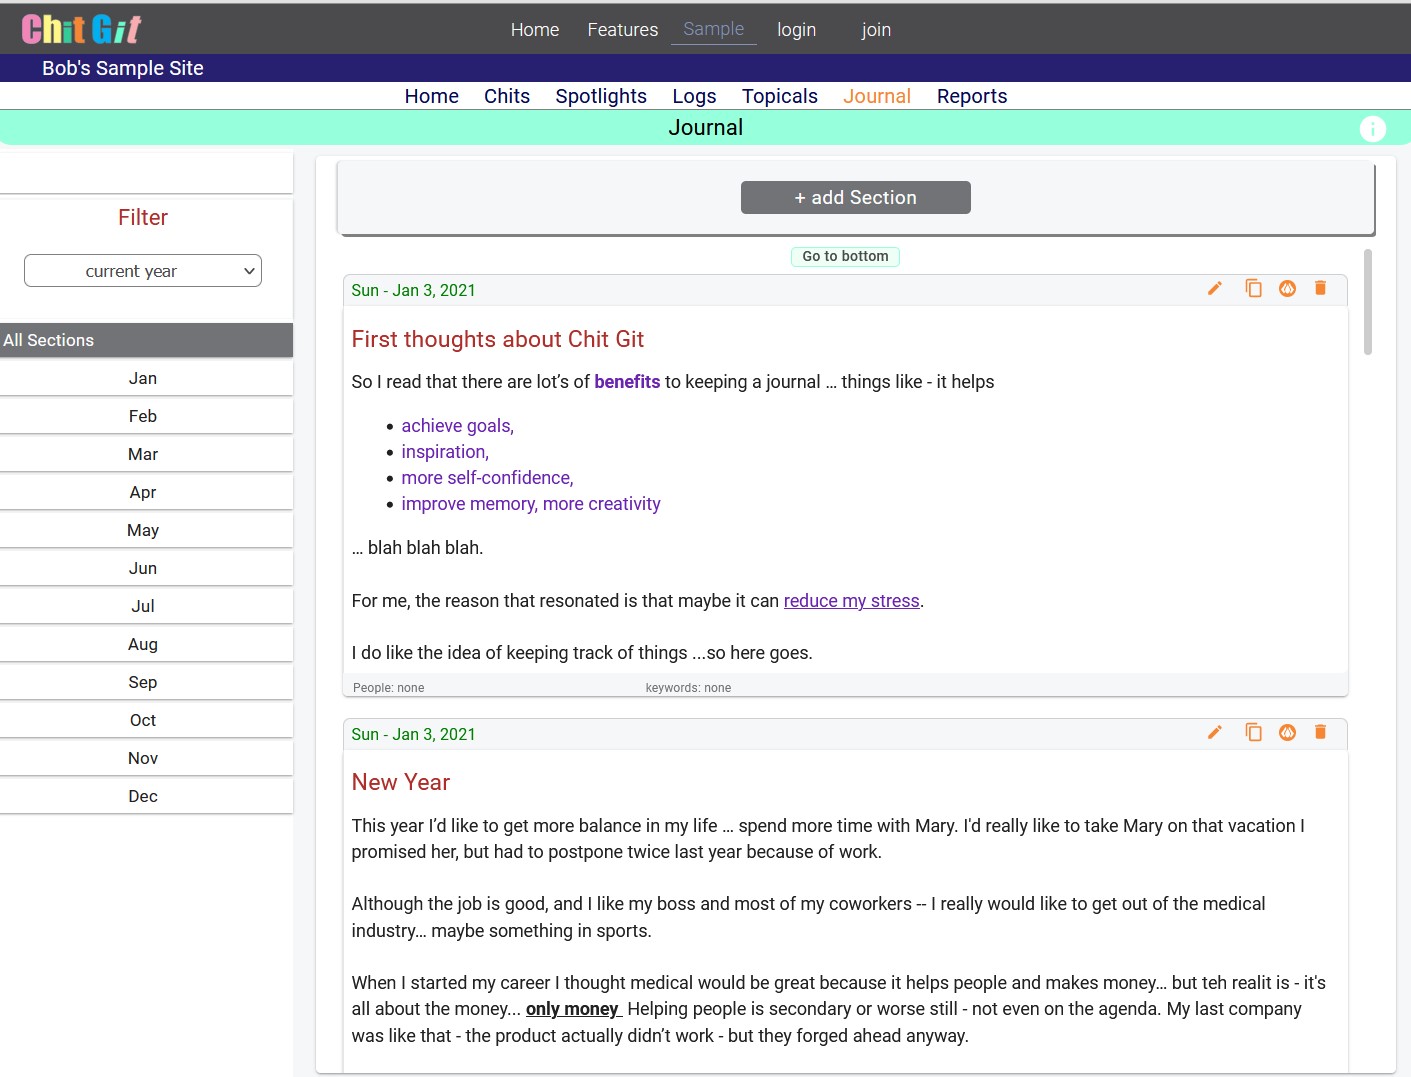 Chit Git
Home Features Sample login join
Bob's Sample Site
Home Chits Spotlights Logs Topicals Journal Reports
Journal
Filter
current year
All Sections
Jan
Feb
Mar
Apr
May
Jun
Jul
Aug
Sep
Oct
Nov
Dec
+ add Section
Go to bottom
Sun - Jan 3, 2021
First thoughts about Chit Git
So I read that there are lot’s of benefits to keeping a journal … things like - it helps
• achieve goals,
• inspiration,
• more self-confidence,
• improve memory, more creativity
… blah blah blah.
For me, the reason that resonated is that maybe it can reduce my stress.
I do like the idea of keeping track of things ...so here goes.
People: none keywords: none
Sun - Jan 3, 2021
New Year
This year I’d like to get more balance in my life … spend more time with Mary. I'd really like to take Mary on that vacation I
promised her, but had to postpone twice last year because of work.
Although the job is good, and I like my boss and most of my coworkers -- I really would like to get out of the medical
industry… maybe something in sports.
When I started my career I thought medical would be great because it helps people and makes money… but teh realit is - it's
all about the money... only money  Helping people is secondary or worse still - not even on the agenda. My last company
was like that - the product actually didn’t work - but they forged ahead anyway.